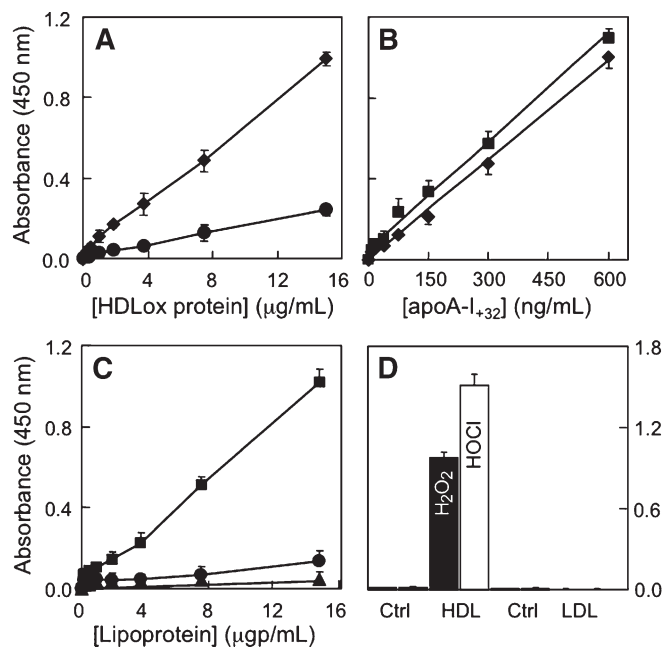 A
1.2
0.8
0.4
0.0
Absorbance (450 nm)
0 4 8 12 16
[HDLox protein] (μg/mL)
B
0 150 300 450 600
[apoA-I+32] (ng/mL)
C
1.2
0.8
0.4
0.0
Absorbance (450 nm)
0 4 8 12 16
[Lipoprotein] (μgp/mL)
D
H2O2
HOCl
1.8
1.2
0.6
0.0
Ctrl HDL Ctrl LDL